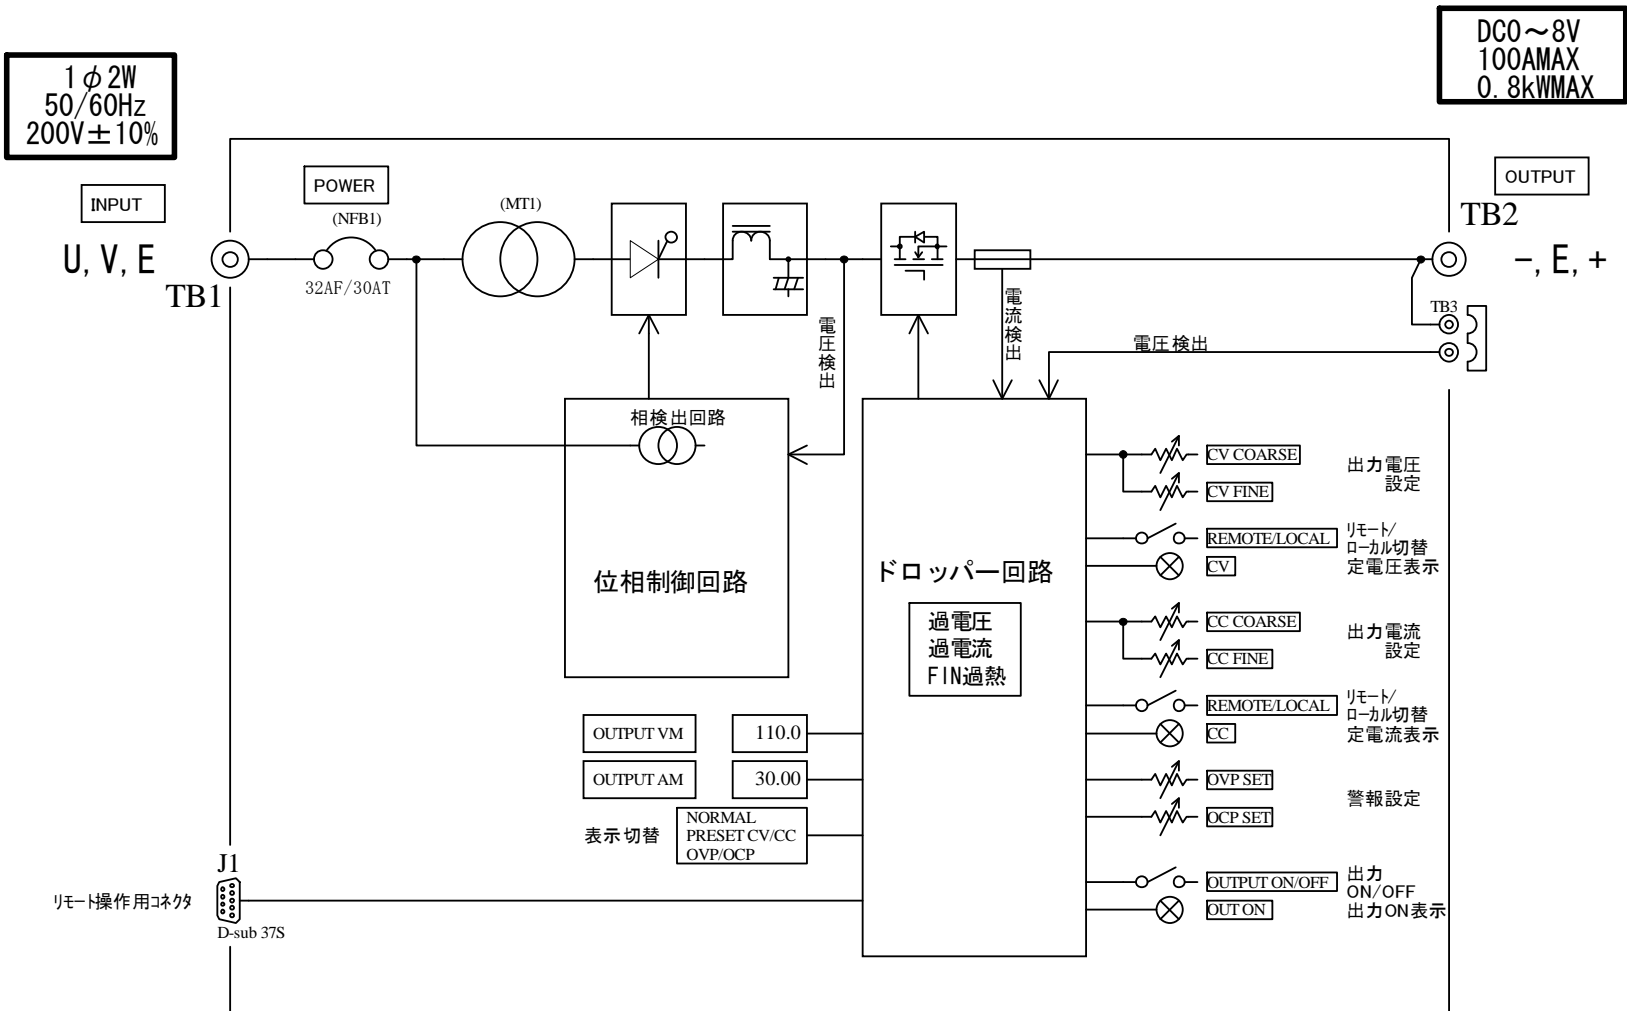 1φ2W
50/60Hz
200V±10%
DC0～8V
100AMAX
0.8kWMAX
INPUT
U, V, E
TB1
POWER
(NFB1)
32AF/30AT
(MT1)
OUTPUT
TB2
−, E, +
TB3
電圧検出
電流検出
電圧検出
相検出回路
位相制御回路
ドロッパー回路
過電圧
過電流
FIN過熱
CV COARSE
CV FINE
出力電圧
設定
REMOTE/LOCAL
CV
リモート/
ローカル切替
定電圧表示
CC COARSE
CC FINE
出力電流
設定
REMOTE/LOCAL
CC
リモート/
ローカル切替
定電流表示
OVP SET
OCP SET
警報設定
OUTPUT ON/OFF
OUT ON
出力
ON/OFF
出力ON表示
OUTPUT VM
110.0
OUTPUT AM
30.00
表示切替
NORMAL
PRESET CV/CC
OVP/OCP
J1
リモート操作用コネクタ
D-sub 37S